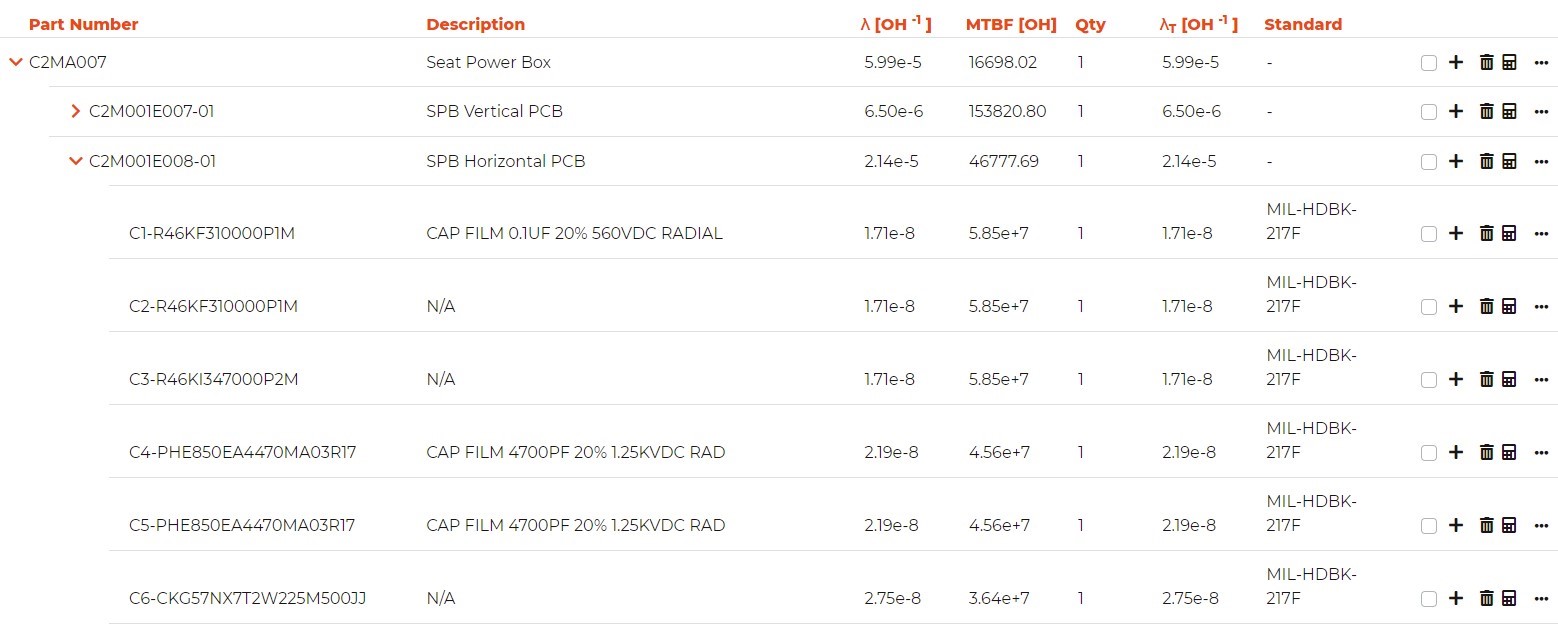 Part Number Description λ [OH -1 ] MTBF [OH] Qty λT [OH -1 ] Standard
C2MA007 Seat Power Box 5.99e-5 16698.02 1 5.99e-5 -
C2M001E007-01 SPB Vertical PCB 6.50e-6 153820.80 1 6.50e-6 -
C2M001E008-01 SPB Horizontal PCB 2.14e-5 46777.69 1 2.14e-5 -
MIL-HDBK-
C1-R46KF310000P1M CAP FILM 0.1UF 20% 560VDC RADIAL 1.71e-8 5.85e+7 1 1.71e-8 217F
MIL-HDBK-
C2-R46KF310000P1M N/A 1.71e-8 5.85e+7 1 1.71e-8 217F
MIL-HDBK-
C3-R46KI347000P2M N/A 1.71e-8 5.85e+7 1 1.71e-8 217F
MIL-HDBK-
C4-PHE850EA4470MA03R17 CAP FILM 4700PF 20% 1.25KVDC RAD 2.19e-8 4.56e+7 1 2.19e-8 217F
MIL-HDBK-
C5-PHE850EA4470MA03R17 CAP FILM 4700PF 20% 1.25KVDC RAD 2.19e-8 4.56e+7 1 2.19e-8 217F
MIL-HDBK-
C6-CKG57NX7T2W225M500JJ N/A 2.75e-8 3.64e+7 1 2.75e-8 217F